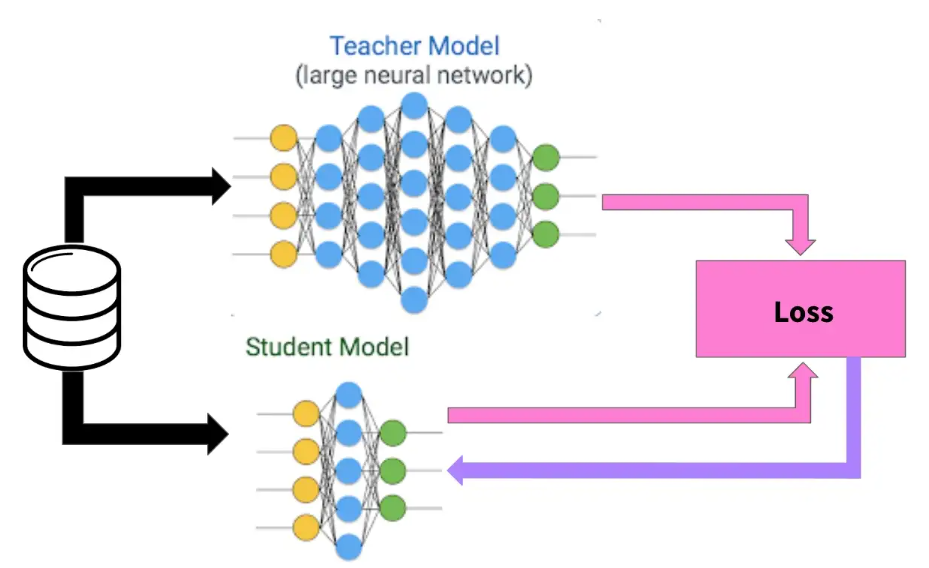 Teacher Model
(large neural network)
Loss
Student Model